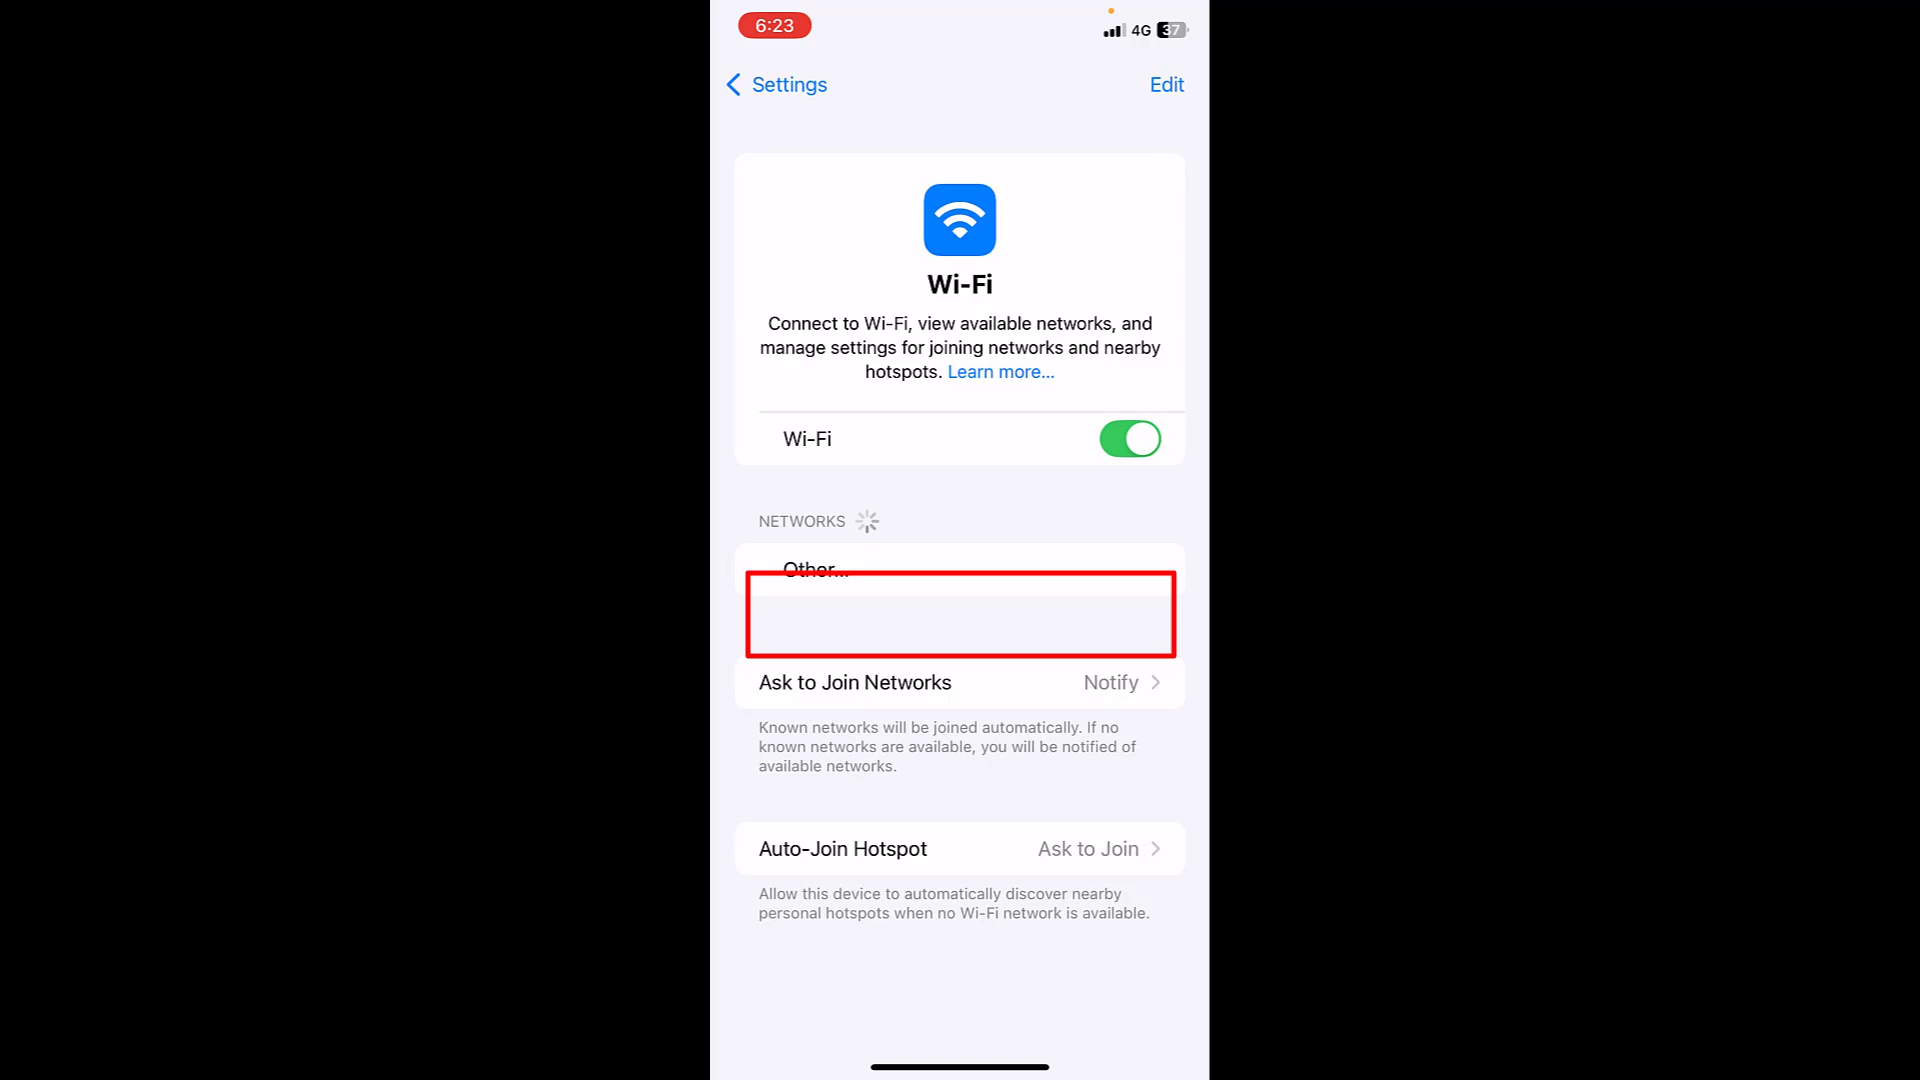 6:23
4G 37
Settings
Edit
Wi-Fi
Connect to Wi-Fi, view available networks, and
manage settings for joining networks and nearby
hotspots. Learn more...
Wi-Fi
NETWORKS
Other...
Ask to Join Networks Notify
Known networks will be joined automatically. If no
known networks are available, you will be notified of
available networks.
Auto-Join Hotspot Ask to Join
Allow this device to automatically discover nearby
personal hotspots when no Wi-Fi network is available.